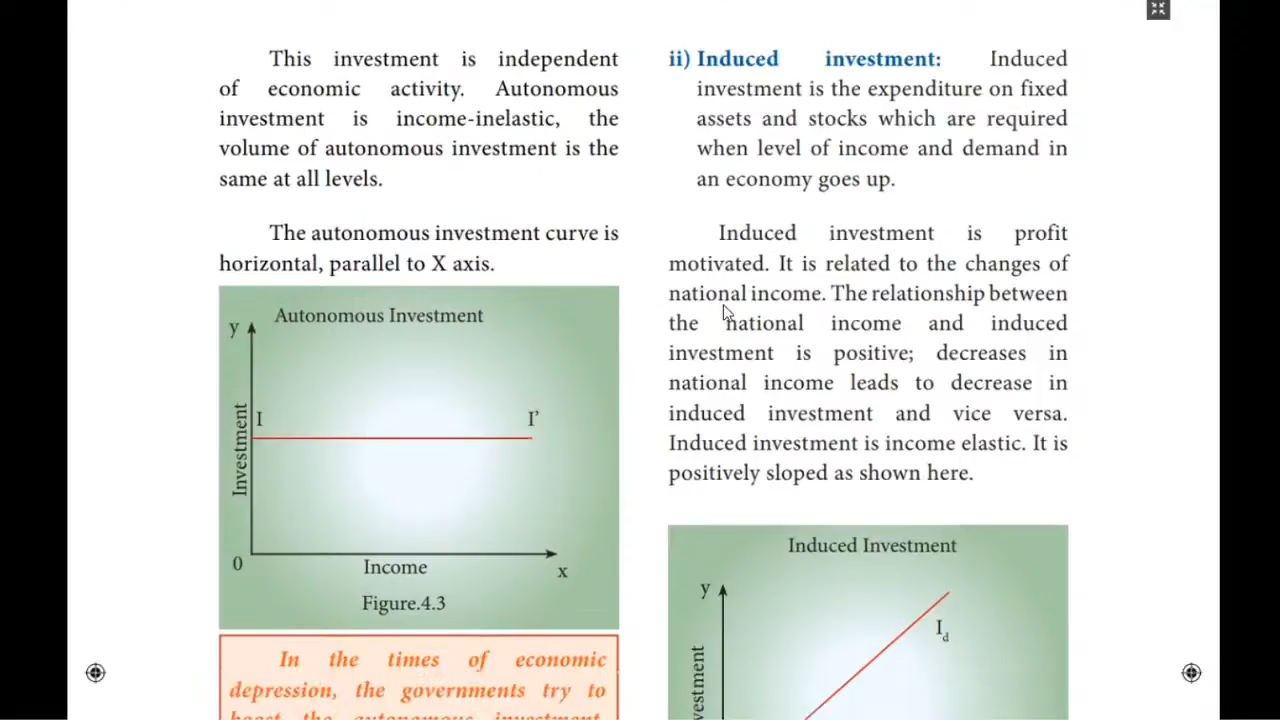 This investment is independent
of economic activity. Autonomous
investment is income-inelastic, the
volume of autonomous investment is the
same at all levels.
The autonomous investment curve is
horizontal, parallel to X axis.
Autonomous Investment
y
Investment
I
I’
0
Income
x
Figure.4.3
In the times of economic
depression, the governments try to
boost the autonomous investment.
ii) Induced investment: Induced
investment is the expenditure on fixed
assets and stocks which are required
when level of income and demand in
an economy goes up.
Induced investment is profit
motivated. It is related to the changes of
national income. The relationship between
the national income and induced
investment is positive; decreases in
national income leads to decrease in
induced investment and vice versa.
Induced investment is income elastic. It is
positively sloped as shown here.
Induced Investment
y
Id